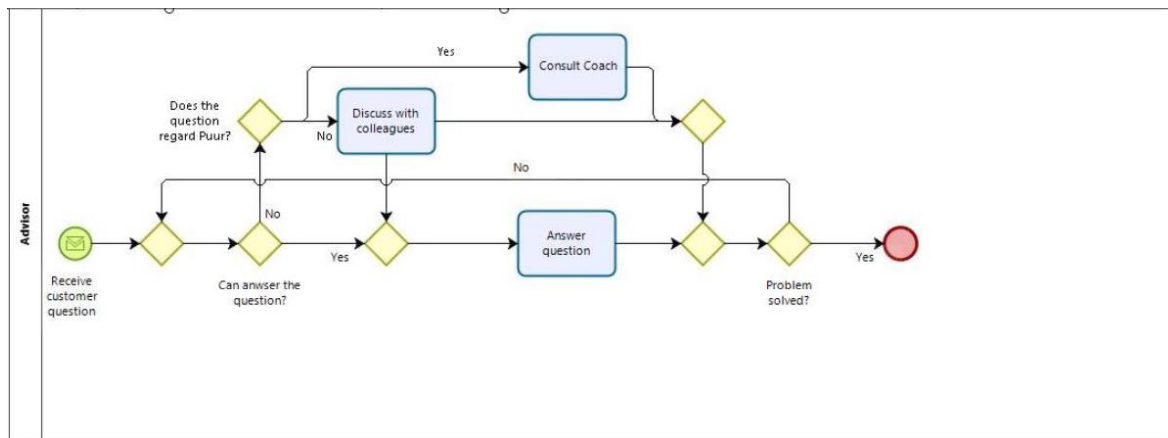 Yes
Consult Coach
Does the
question
regard Puur?
No
Discuss with
colleagues
No
Advisor
No
Yes
Answer
question
Yes
Receive
customer
question
Can anwser the
question?
Problem
solved?